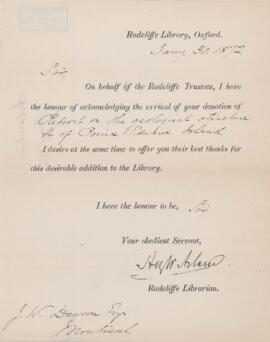 Radcliffe Library, Oxford.
Jany 30. 1872
Sir,
On behalf of the Radcliffe Trustees, I have
the honour of acknowledging the arrival of your donation of
Report on the geological structure
&c of Prince Edward Island
I desire at the same time to offer you their best thanks for
this desirable addition to the Library.
I have the honour to be, Sir
Your obedient Servant,
Radcliffe Librarian.
J. W. Dawson Esq
Montreal.